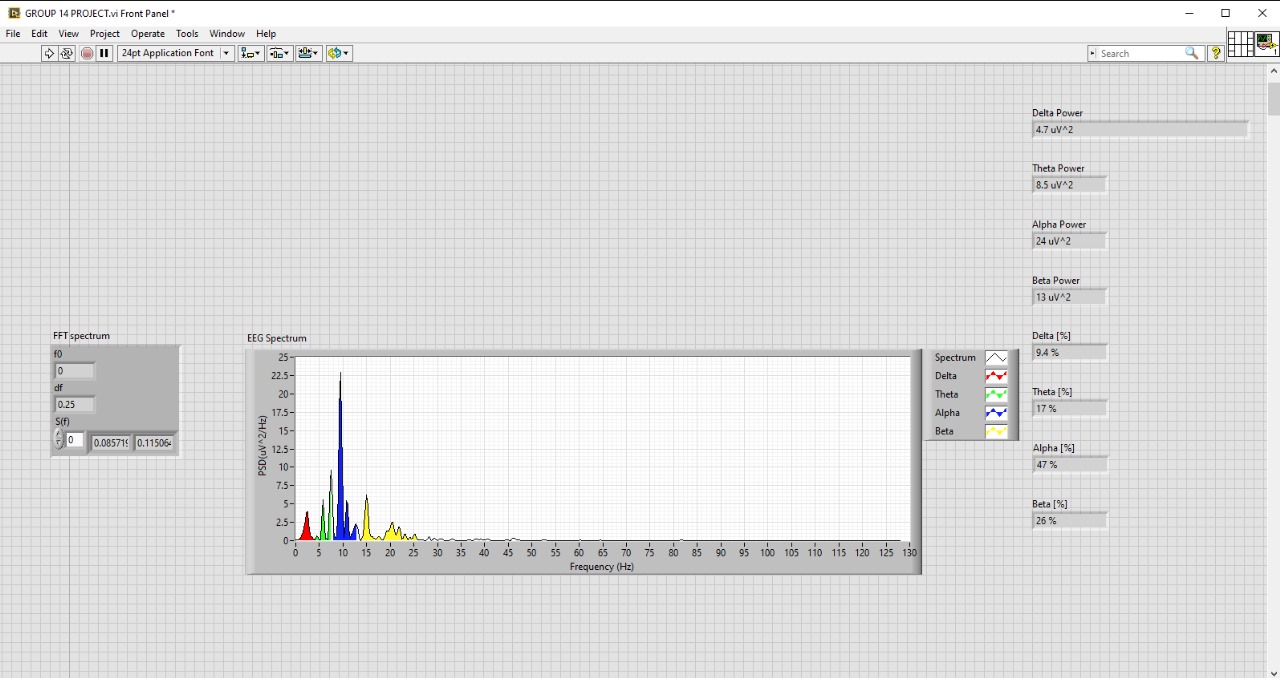 GROUP 14 PROJECT.vi Front Panel *
File Edit View Project Operate Tools Window Help
24pt Application Font
Search
?
1
Delta Power
4.7 uV^2
Theta Power
8.5 uV^2
Alpha Power
24 uV^2
Beta Power
13 uV^2
Delta [%]
9.4 %
Theta [%]
17 %
Alpha [%]
47 %
Beta [%]
26 %
FFT spectrum
f0
0
df
0.25
S(f)
0 0.08571 0.11506
EEG Spectrum
PSD(uV^2/Hz)
25
22.5
20
17.5
15
12.5
10
7.5
5
2.5
0
0 5 10 15 20 25 30 35 40 45 50 55 60 65 70 75 80 85 90 95 100 105 110 115 120 125 130
Frequency (Hz)
Spectrum
Delta
Theta
Alpha
Beta